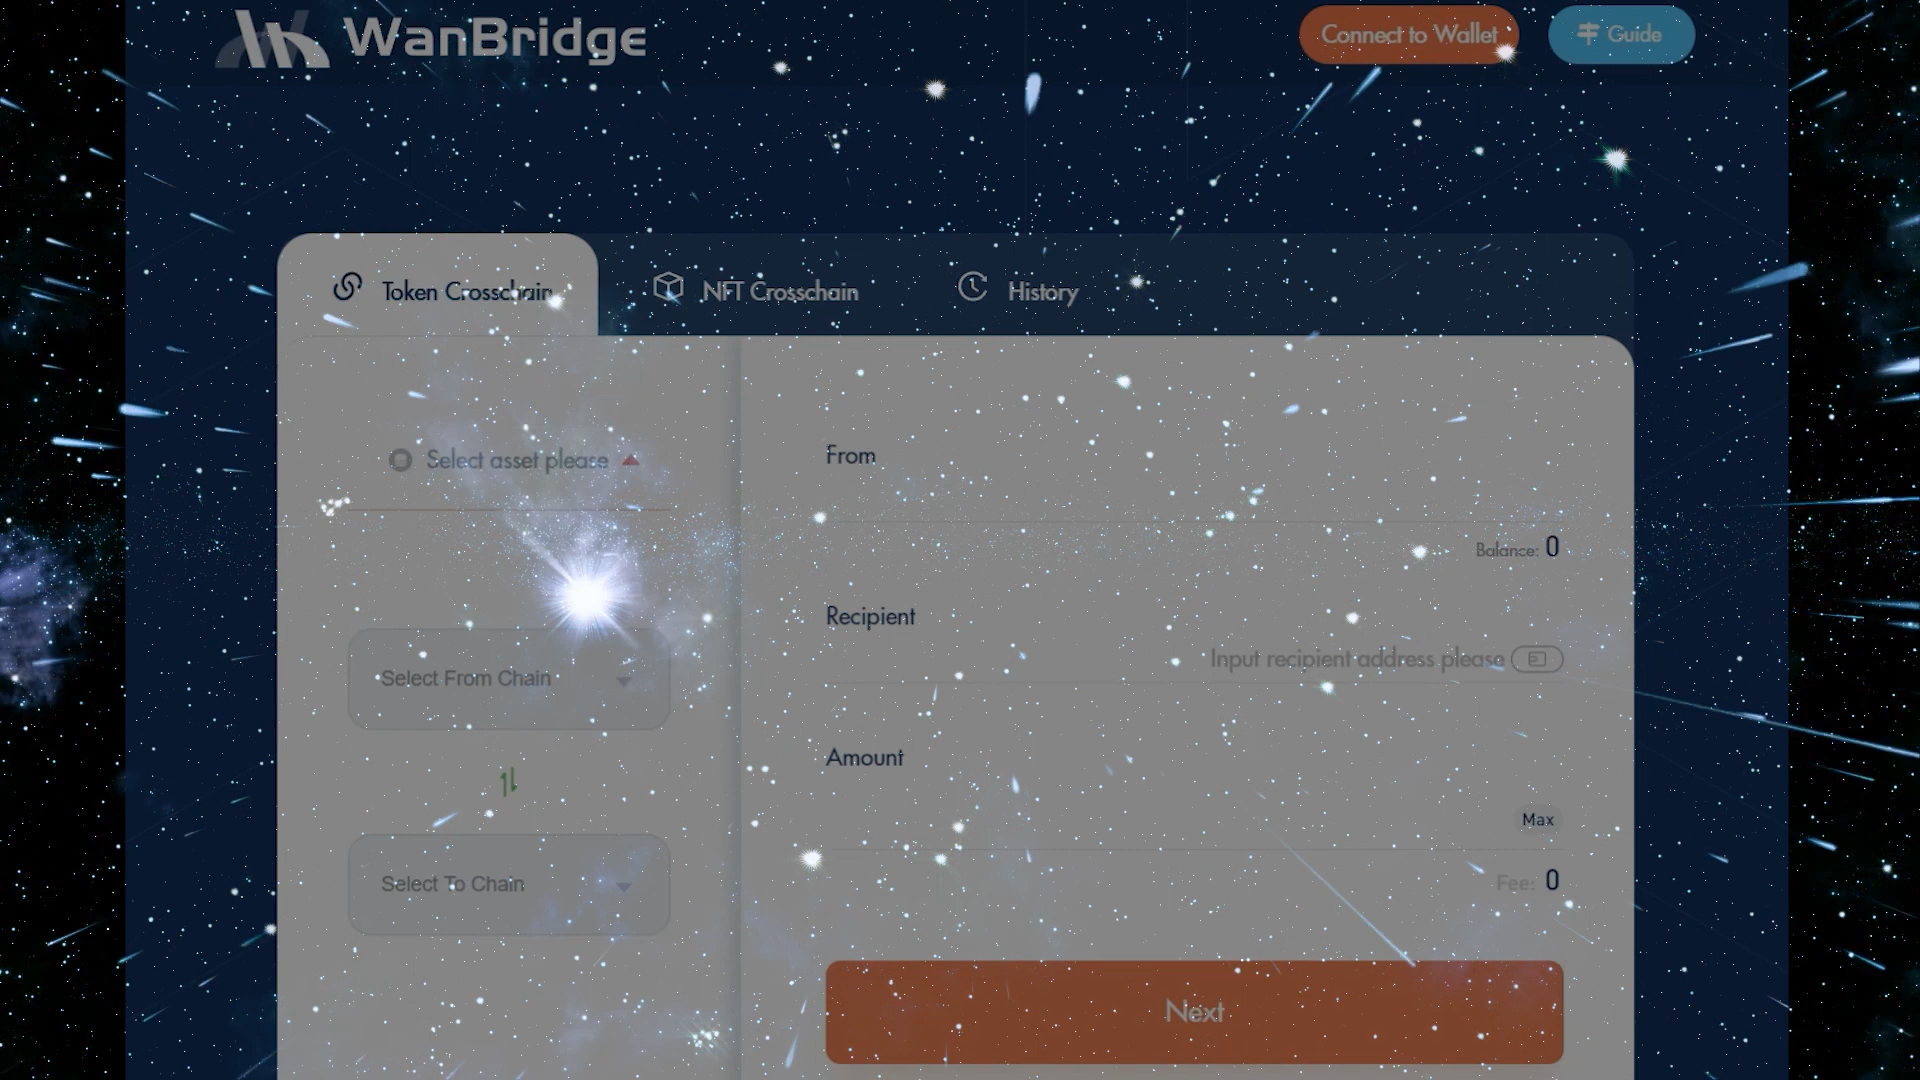 WanBridge
Connect to Wallet
Guide
Token Crosschain
NFT Crosschain
History
Select asset please
From
Balance: 0
Recipient
Input recipient address please
Select From Chain
Amount
Max
Select To Chain
Fee: 0
Next